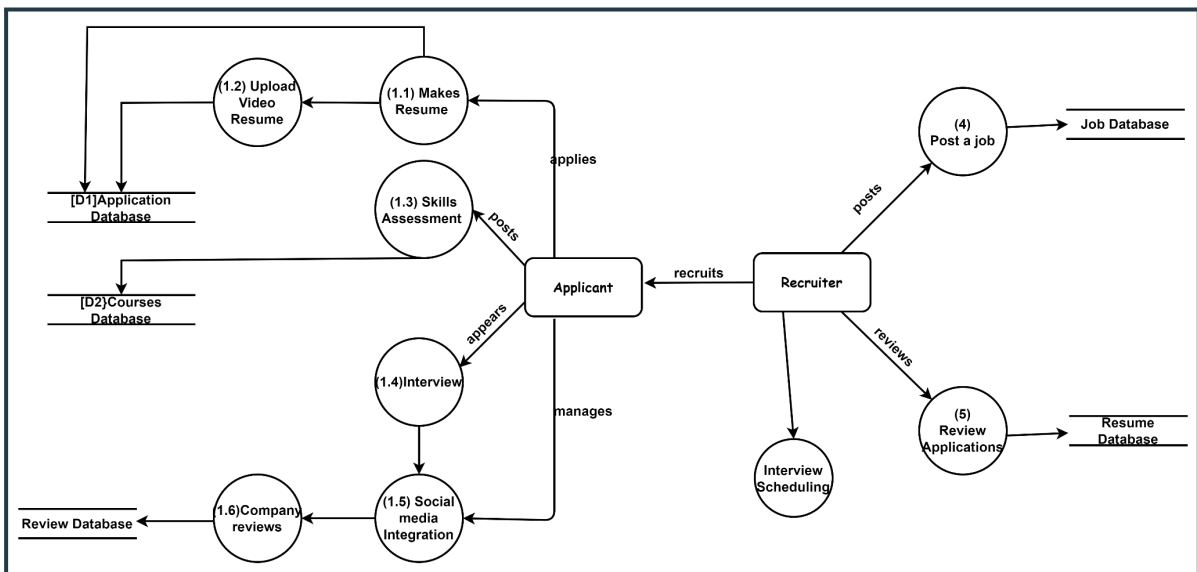 (1.2) Upload
Video
Resume
(1.1) Makes
Resume
(4)
Post a job
Job Database
applies
(1.3) Skills
Assessment
posts
posts
[D1]Application
Database
recruits
Applicant
Recruiter
[D2}Courses
Database
appears
reviews
(1.4)Interview
manages
(5)
Review
Applications
Resume
Database
Interview
Scheduling
(1.5) Social
media
Integration
(1.6)Company
reviews
Review Database